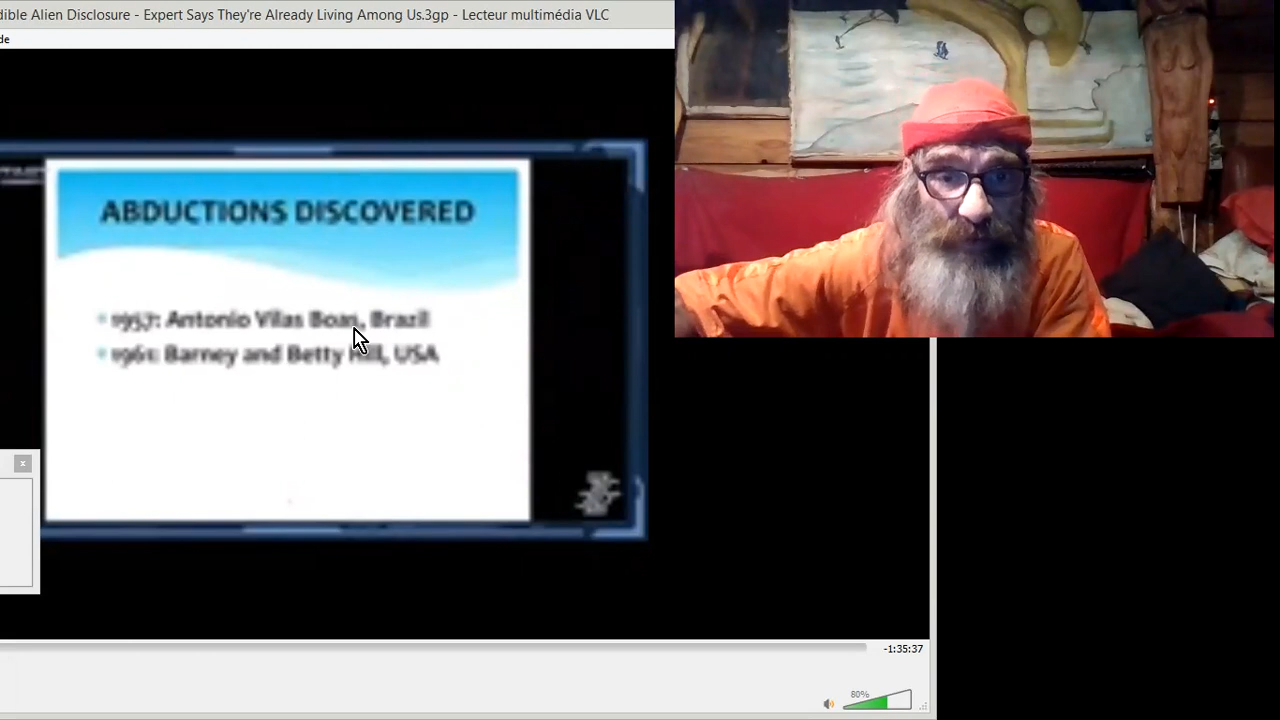 dible Alien Disclosure - Expert Says They're Already Living Among Us.3gp - Lecteur multimédia VLC
de
ABDUCTIONS DISCOVERED
1957: Antonio Vilas Boas, Brazil
1961: Barney and Betty Hill, USA
-1:35:37
80%